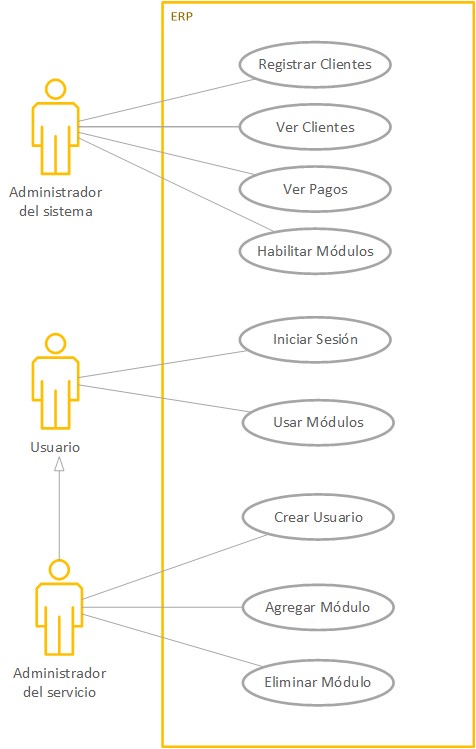 ERP
Registrar Clientes
Ver Clientes
Administrador
del sistema
Ver Pagos
Habilitar Módulos
Iniciar Sesión
Usar Módulos
Usuario
Crear Usuario
Agregar Módulo
Administrador
del servicio
Eliminar Módulo